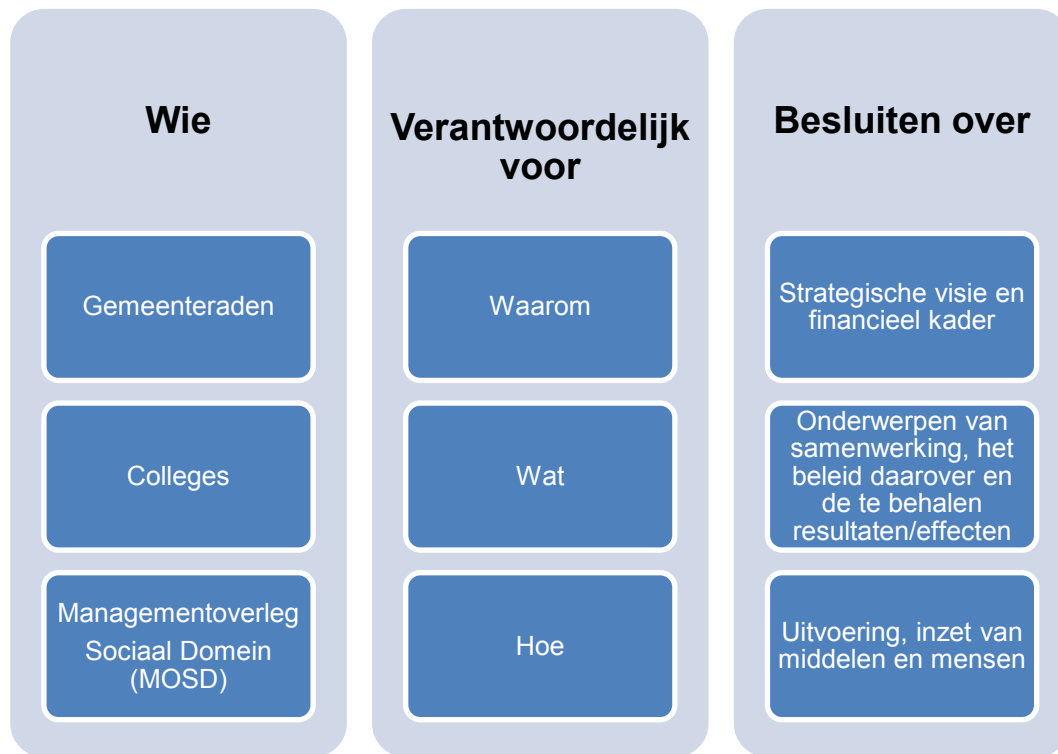 Wie
Gemeenteraden
Colleges
Managementoverleg
Sociaal Domein
(MOSD)
Verantwoordelijk
voor
Waarom
Wat
Hoe
Besluiten over
Strategische visie en
financieel kader
Onderwerpen van
samenwerking, het
beleid daarover en
de te behalen
resultaten/effecten
Uitvoering, inzet van
middelen en mensen